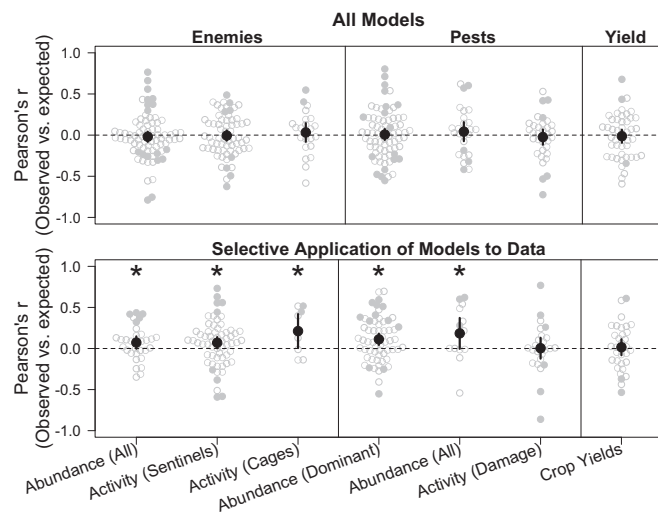 All Models
Enemies Pests Yield
Pearson's r
(Observed vs. expected)
1.0
0.5
0.0
-0.5
-1.0
Selective Application of Models to Data
Pearson's r
(Observed vs. expected)
1.0
0.5
0.0
-0.5
-1.0
* * * * *
Abundance (All)
Activity (Sentinels)
Activity (Cages)
Abundance (Dominant)
Abundance (All)
Activity (Damage)
Crop Yields